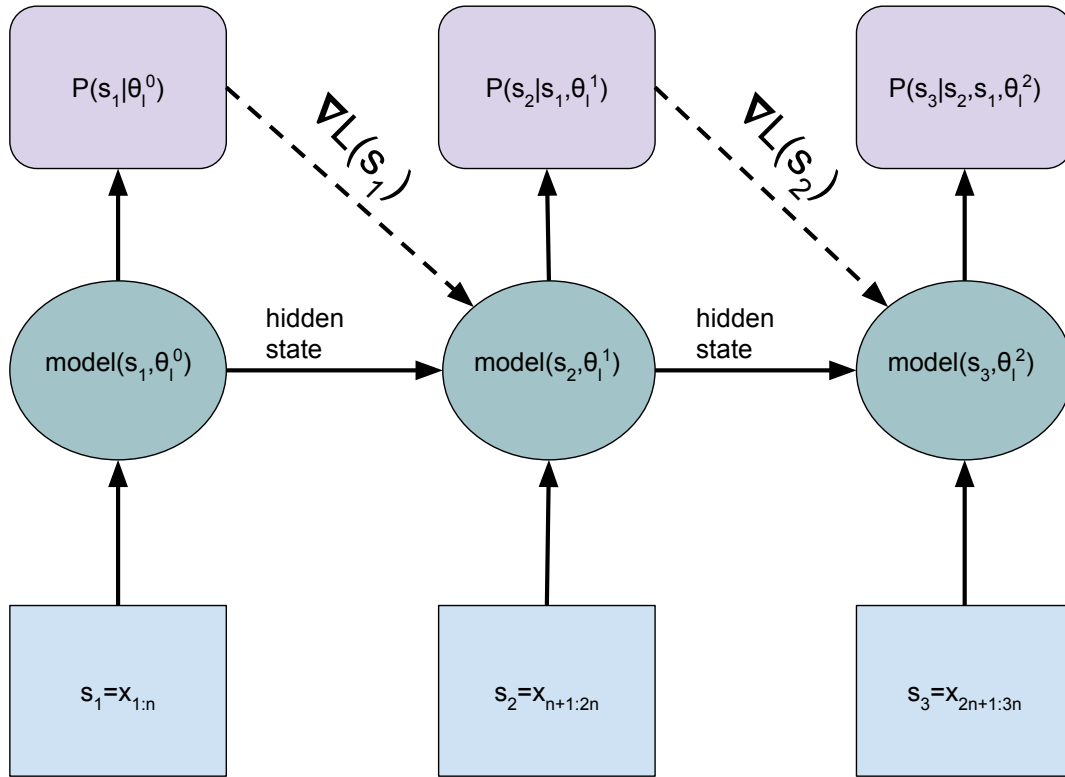 P(s₁|θₗ⁰)
P(s₂|s₁,θₗ¹)
P(s₃|s₂,s₁,θₗ²)
∇L(s₁)
∇L(s₂)
hidden
state
hidden
state
model(s₁,θₗ⁰)
model(s₂,θₗ¹)
model(s₃,θₗ²)
s₁=x₁:ₙ
s₂=xₙ₊₁:₂ₙ
s₃=x₂ₙ₊₁:₃ₙ